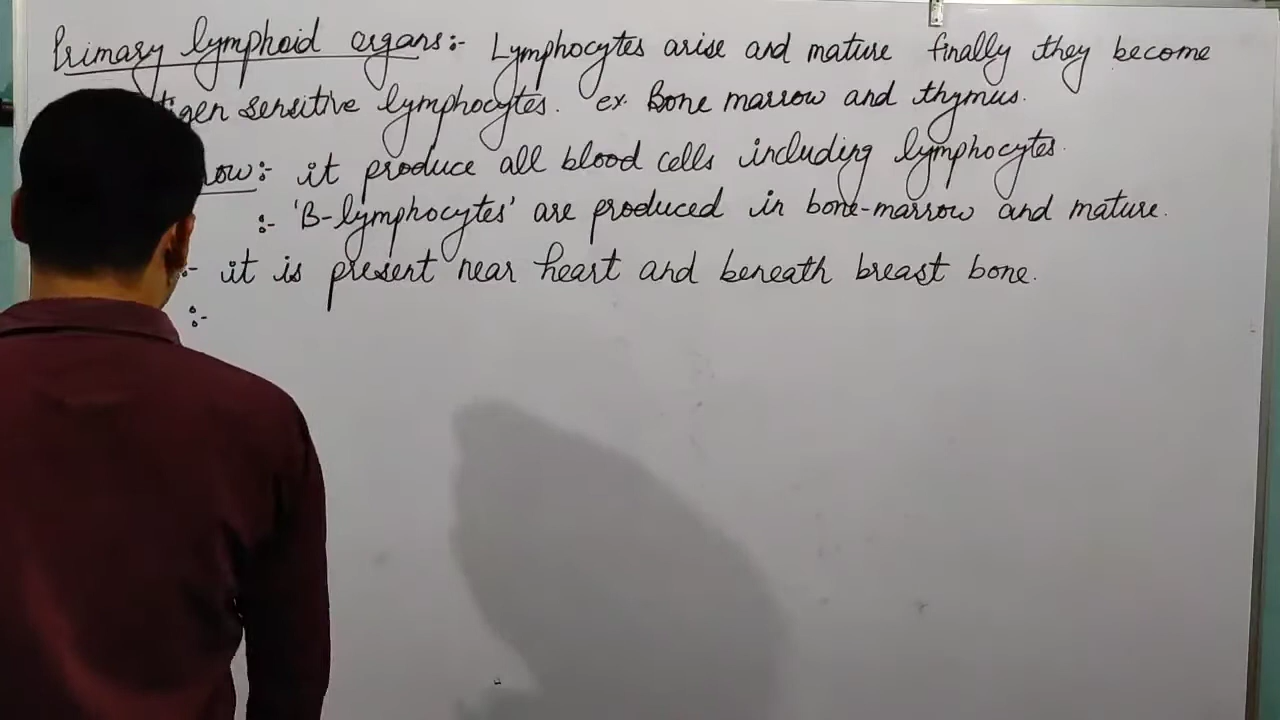 Primary lymphoid organs:- Lymphocytes arise and mature finally they become
tigen sensitive lymphocytes. ex. Bone marrow and thymus.
low:- it produce all blood cells including lymphocytes.
:- 'B-lymphocytes' are produced in bone-marrow and mature.
:- it is present near heart and beneath breast bone.
:-